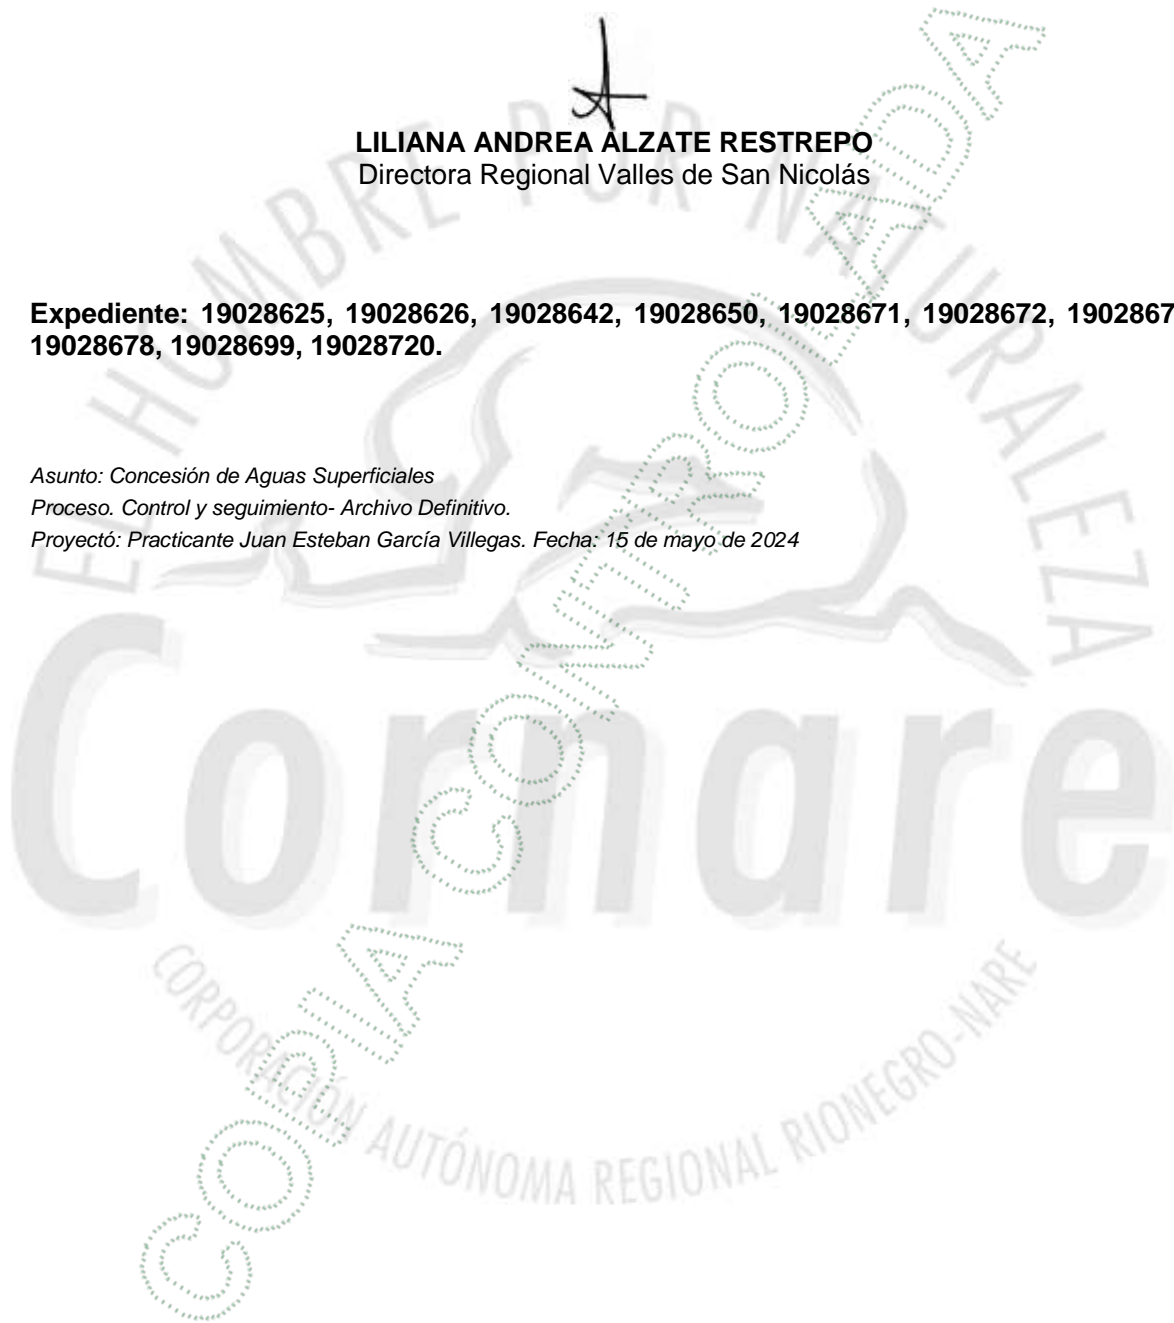 LILIANA ANDREA ÁLZATE RESTREPO
Directora Regional Valles de San Nicolás
Expediente: 19028625, 19028626, 19028642, 19028650, 19028671, 19028672,
19028678, 19028699, 19028720.
Asunto: Concesión de Aguas Superficiales
Proceso. Control y seguimiento- Archivo Definitivo.
Proyectó: Practicante Juan Esteban García Villegas. Fecha: 15 de mayo de 2024
EL HOMBRE POR NATURALEZA
Cornare
CORPORACIÓN AUTÓNOMA REGIONAL RIONEGRO-NARE
COPIA CONTROLADA